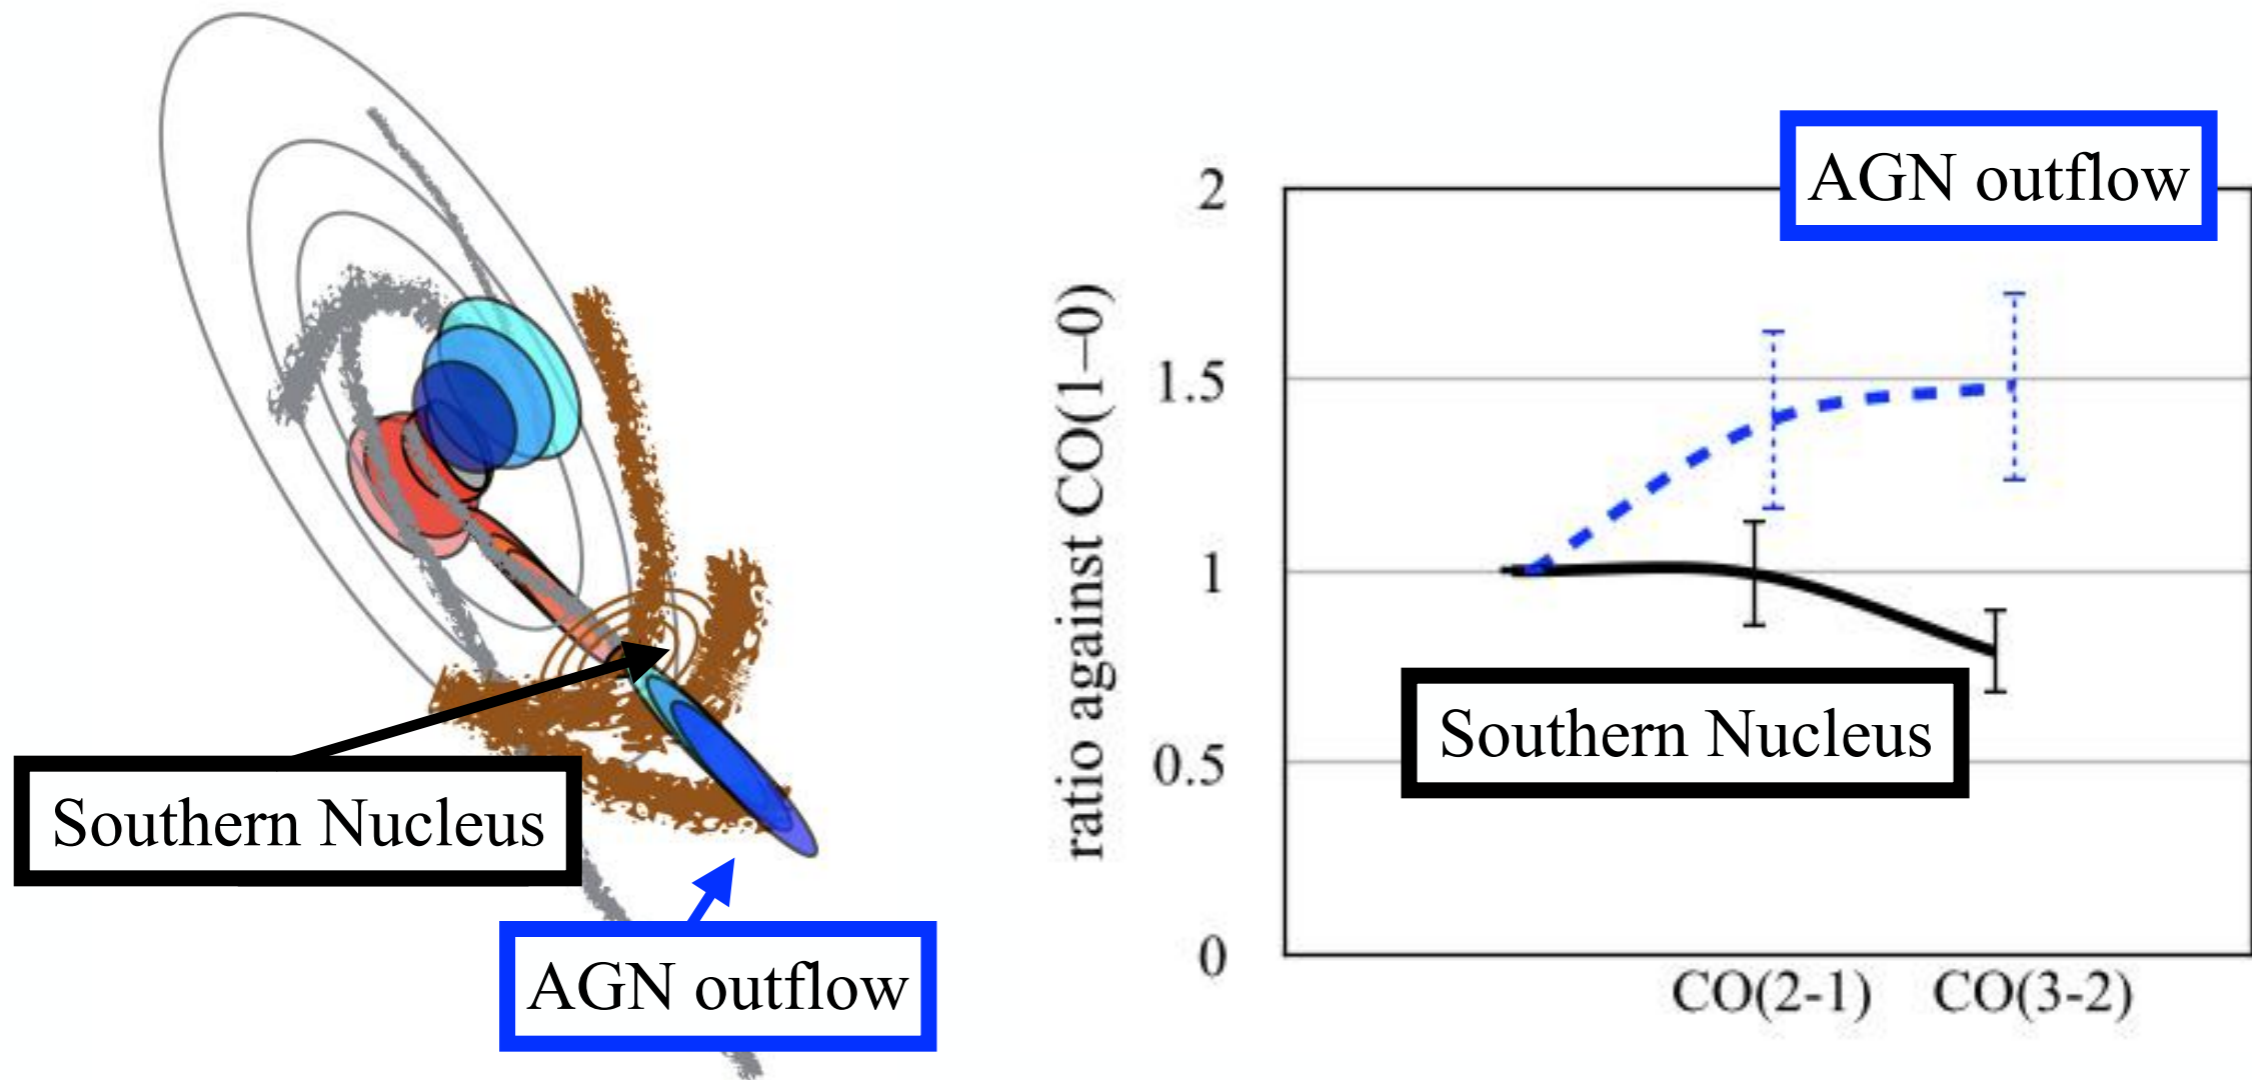 Southern Nucleus
AGN outflow
AGN outflow
2
1.5
1
0.5
0
ratio against CO(1–0)
Southern Nucleus
CO(2-1)
CO(3-2)